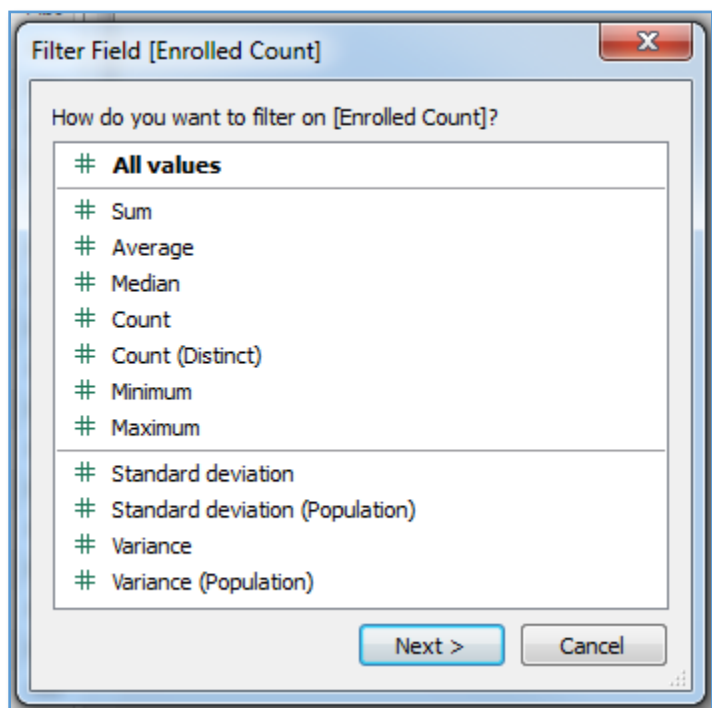 Filter Field [Enrolled Count]
How do you want to filter on [Enrolled Count]?
# All values
# Sum
# Average
# Median
# Count
# Count (Distinct)
# Minimum
# Maximum
# Standard deviation
# Standard deviation (Population)
# Variance
# Variance (Population)
Next > Cancel